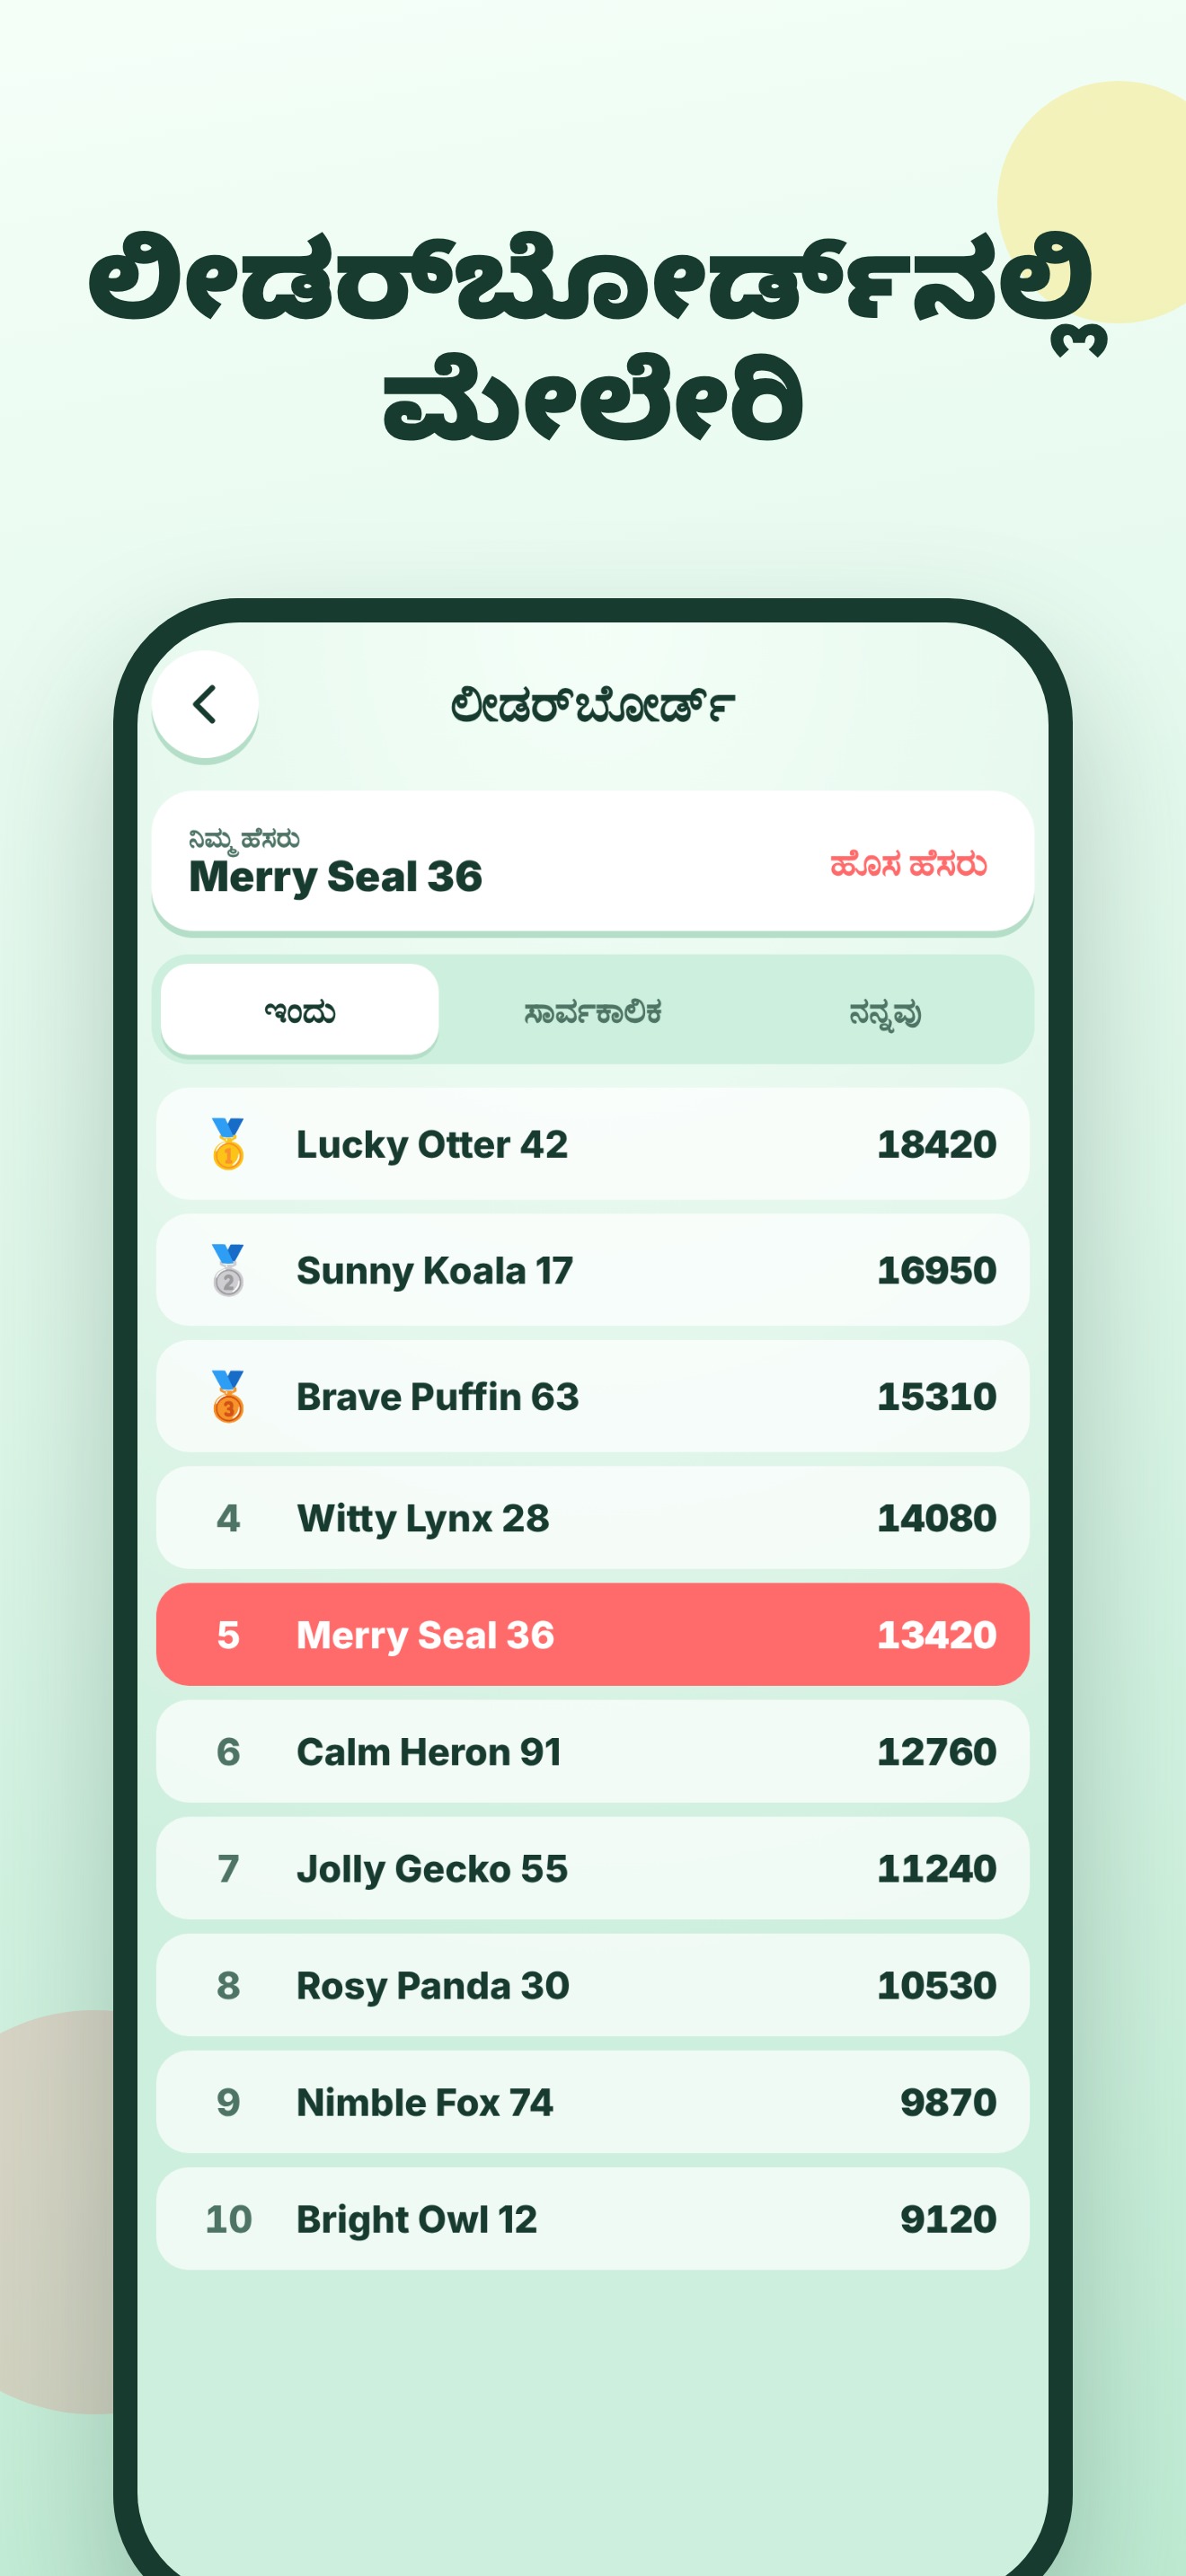 ಲೀಡರ್‌ಬೋರ್ಡ್‌ನಲ್ಲಿ
ಮೇಲೇರಿ
ಲೀಡರ್‌ಬೋರ್ಡ್
ನಿಮ್ಮ ಹೆಸರು
Merry Seal 36
ಹೊಸ ಹೆಸರು
ಇಂದು ಸಾರ್ವಕಾಲಿಕ ನನ್ನವು
1 Lucky Otter 42 18420
2 Sunny Koala 17 16950
3 Brave Puffin 63 15310
4 Witty Lynx 28 14080
5 Merry Seal 36 13420
6 Calm Heron 91 12760
7 Jolly Gecko 55 11240
8 Rosy Panda 30 10530
9 Nimble Fox 74 9870
10 Bright Owl 12 9120